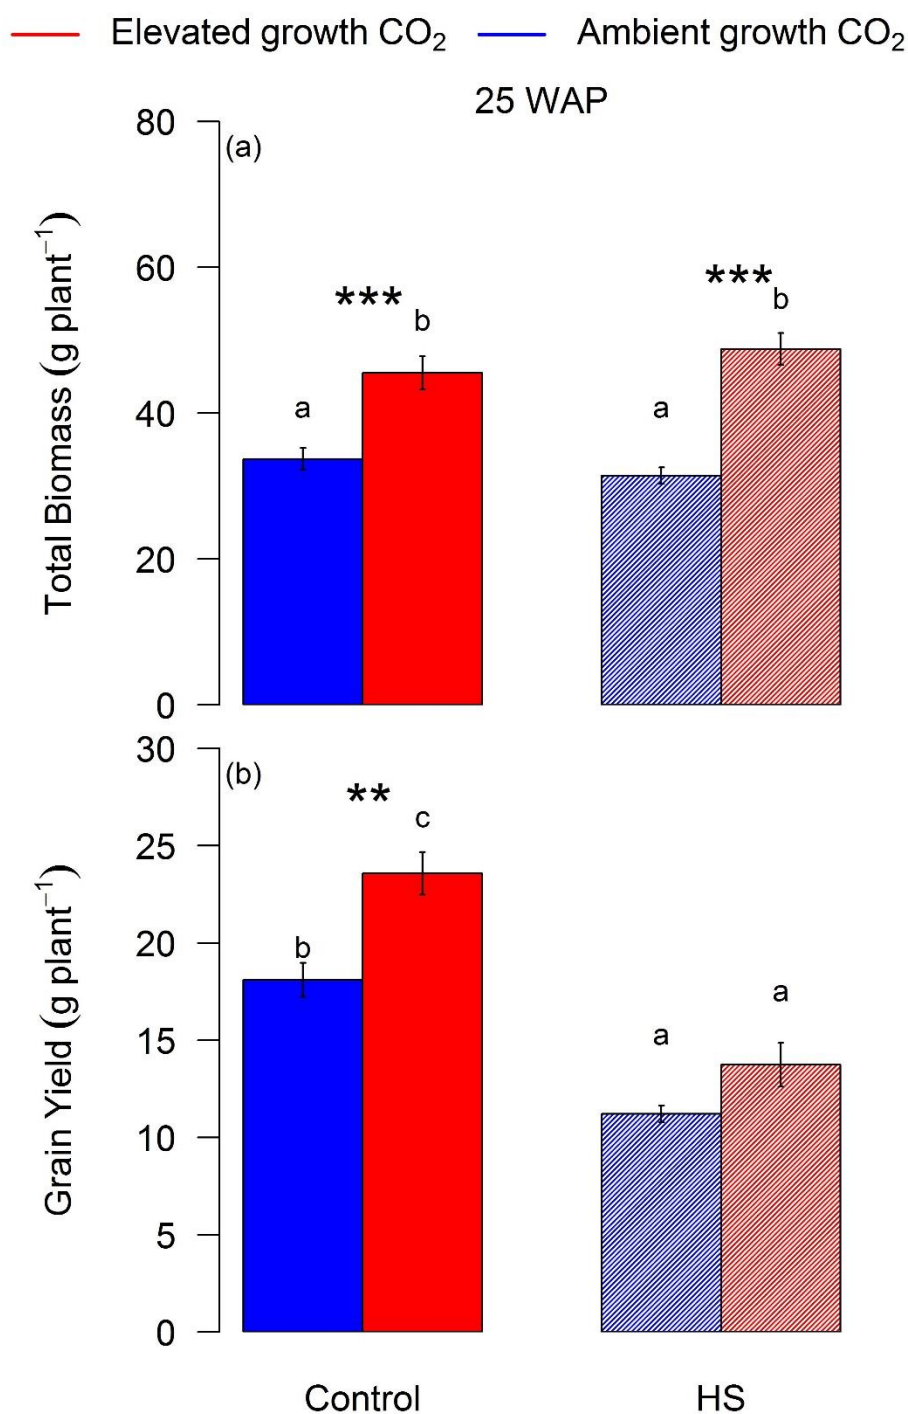 Elevated growth CO₂ Ambient growth CO₂
25 WAP
80
(a)
60
***
***
b
b
40
a
a
20
0
Total Biomass (g plant⁻¹)
30
(b)
**
25
c
20
b
15
a
a
10
5
0
Grain Yield (g plant⁻¹)
Control HS